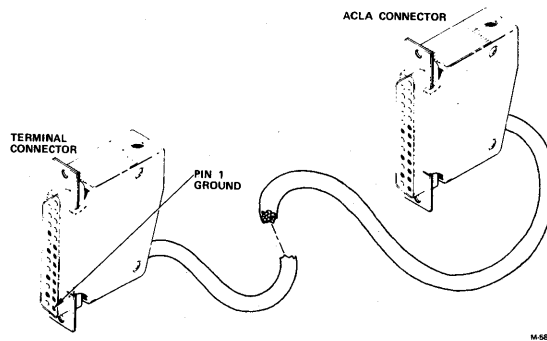 ACLA CONNECTOR
TERMINAL
CONNECTOR
PIN 1
GROUND
M-58